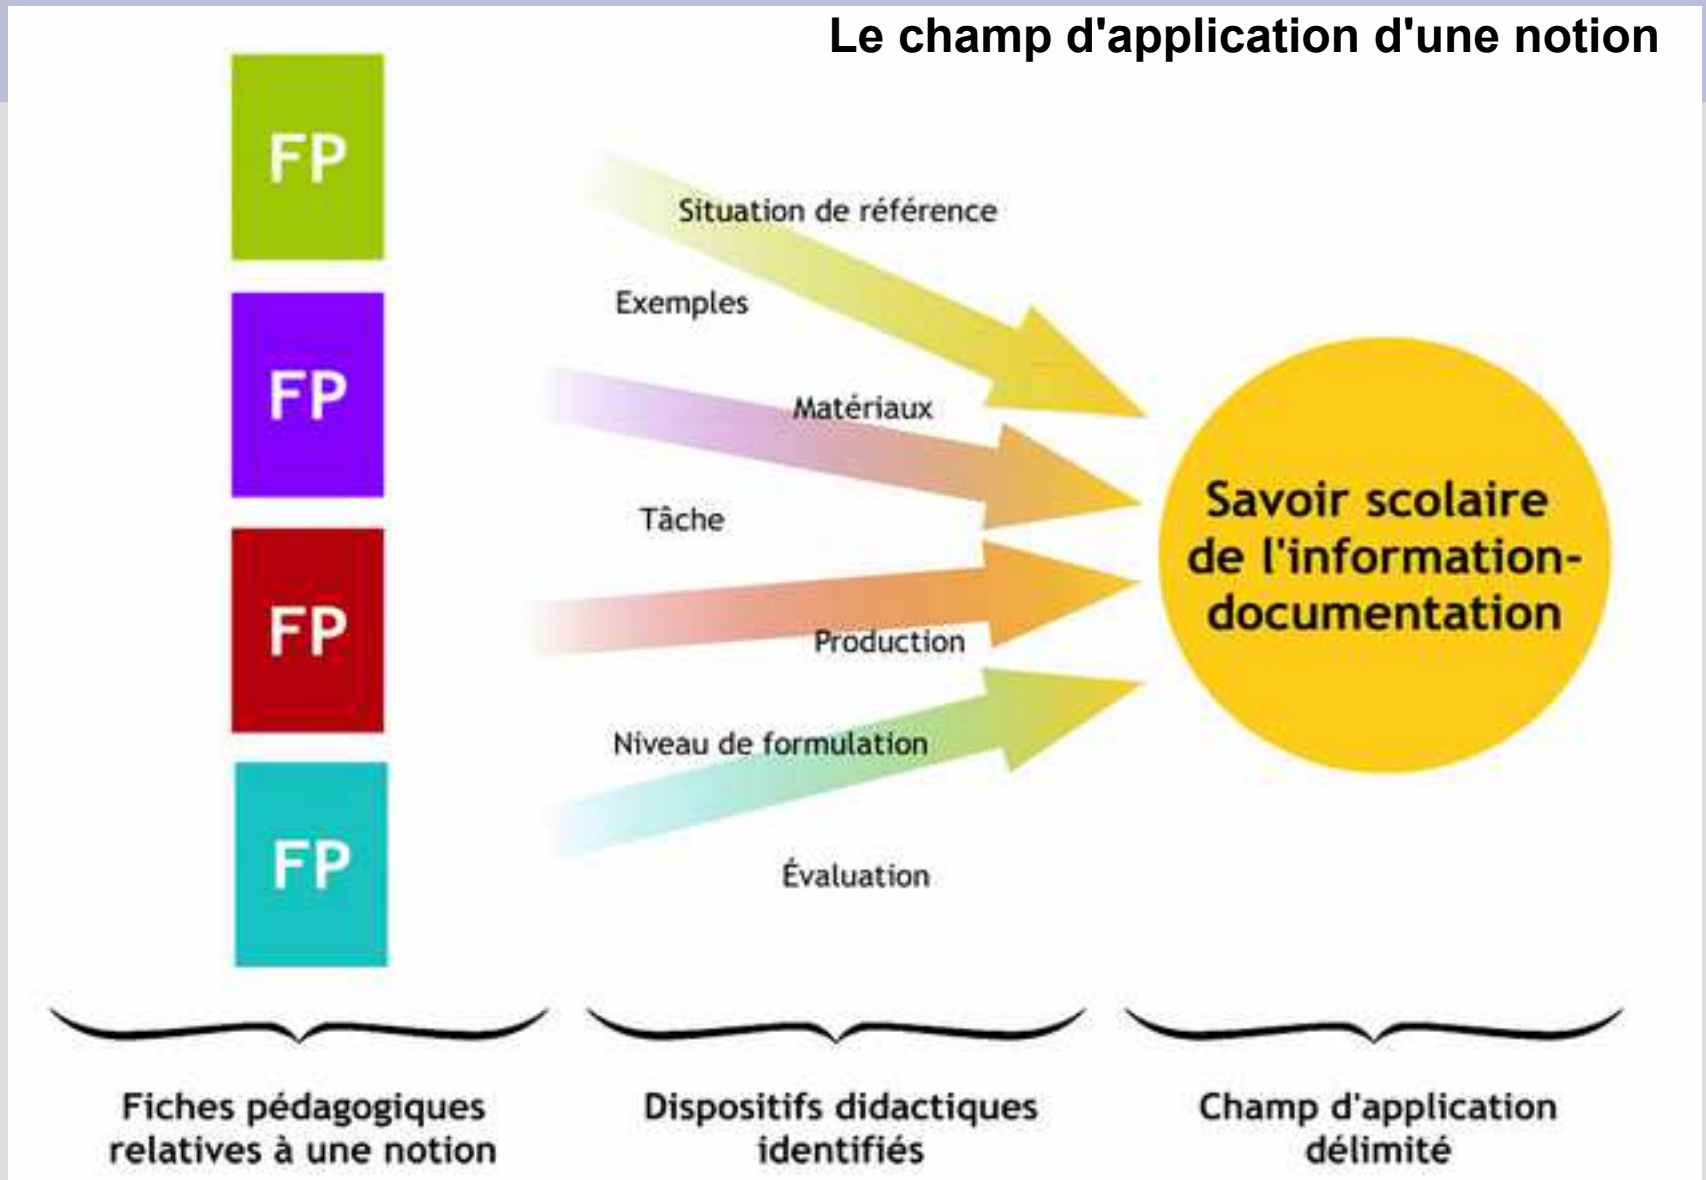 Le champ d'application d'une notion
FP
FP
FP
FP
Situation de référence
Exemples
Matériaux
Tâche
Production
Niveau de formulation
Évaluation
Savoir scolaire
de l'information-
documentation
Fiches pédagogiques
relatives à une notion
Dispositifs didactiques
identifiés
Champ d'application
délimité